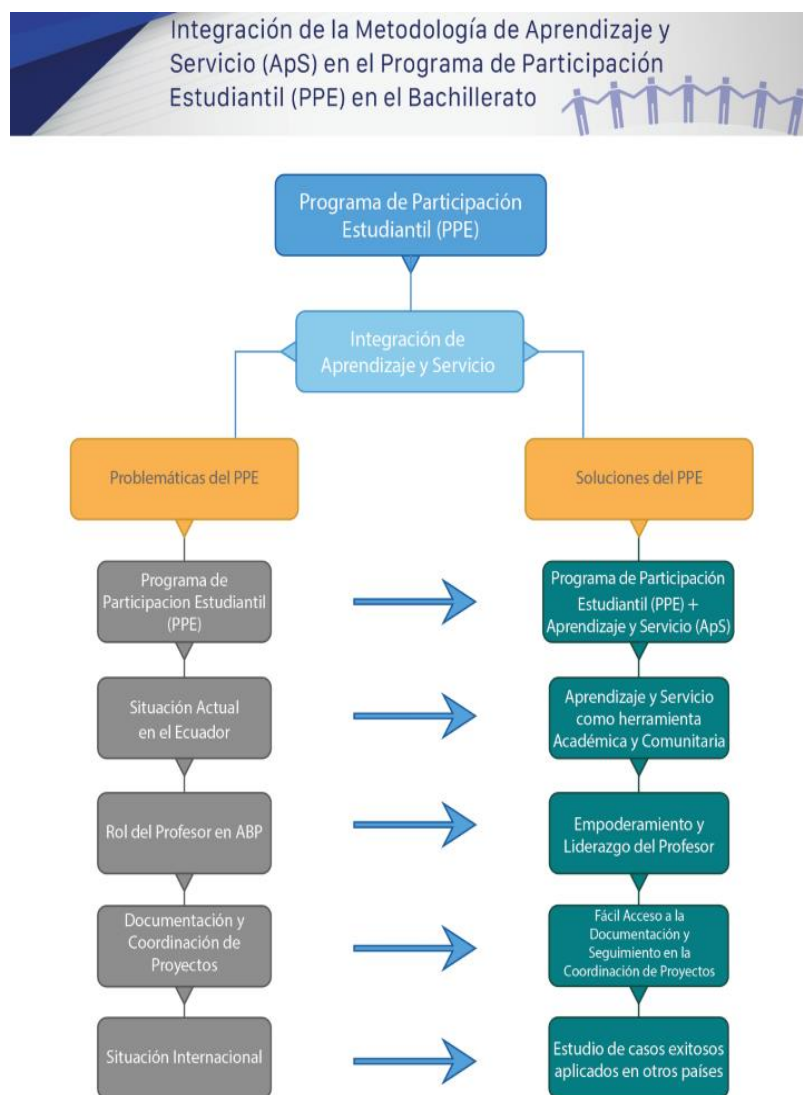 Integración de la Metodología de Aprendizaje y
Servicio (ApS) en el Programa de Participación
Estudiantil (PPE) en el Bachillerato
Programa de Participación
Estudiantil (PPE)
Integración de
Aprendizaje y Servicio
Problemáticas del PPE
Soluciones del PPE
Programa de
Participacion Estudiantil
(PPE)
Programa de Participación
Estudiantil (PPE) +
Aprendizaje y Servicio (ApS)
Situación Actual
en el Ecuador
Aprendizaje y Servicio
como herramienta
Académica y Comunitaria
Rol del Profesor en ABP
Empoderamiento y
Liderazgo del Profesor
Documentación y
Coordinación de
Proyectos
Fácil Acceso a la
Documentación y
Seguimiento en la
Coordinación de Proyectos
Situación Internacional
Estudio de casos exitosos
aplicados en otros países